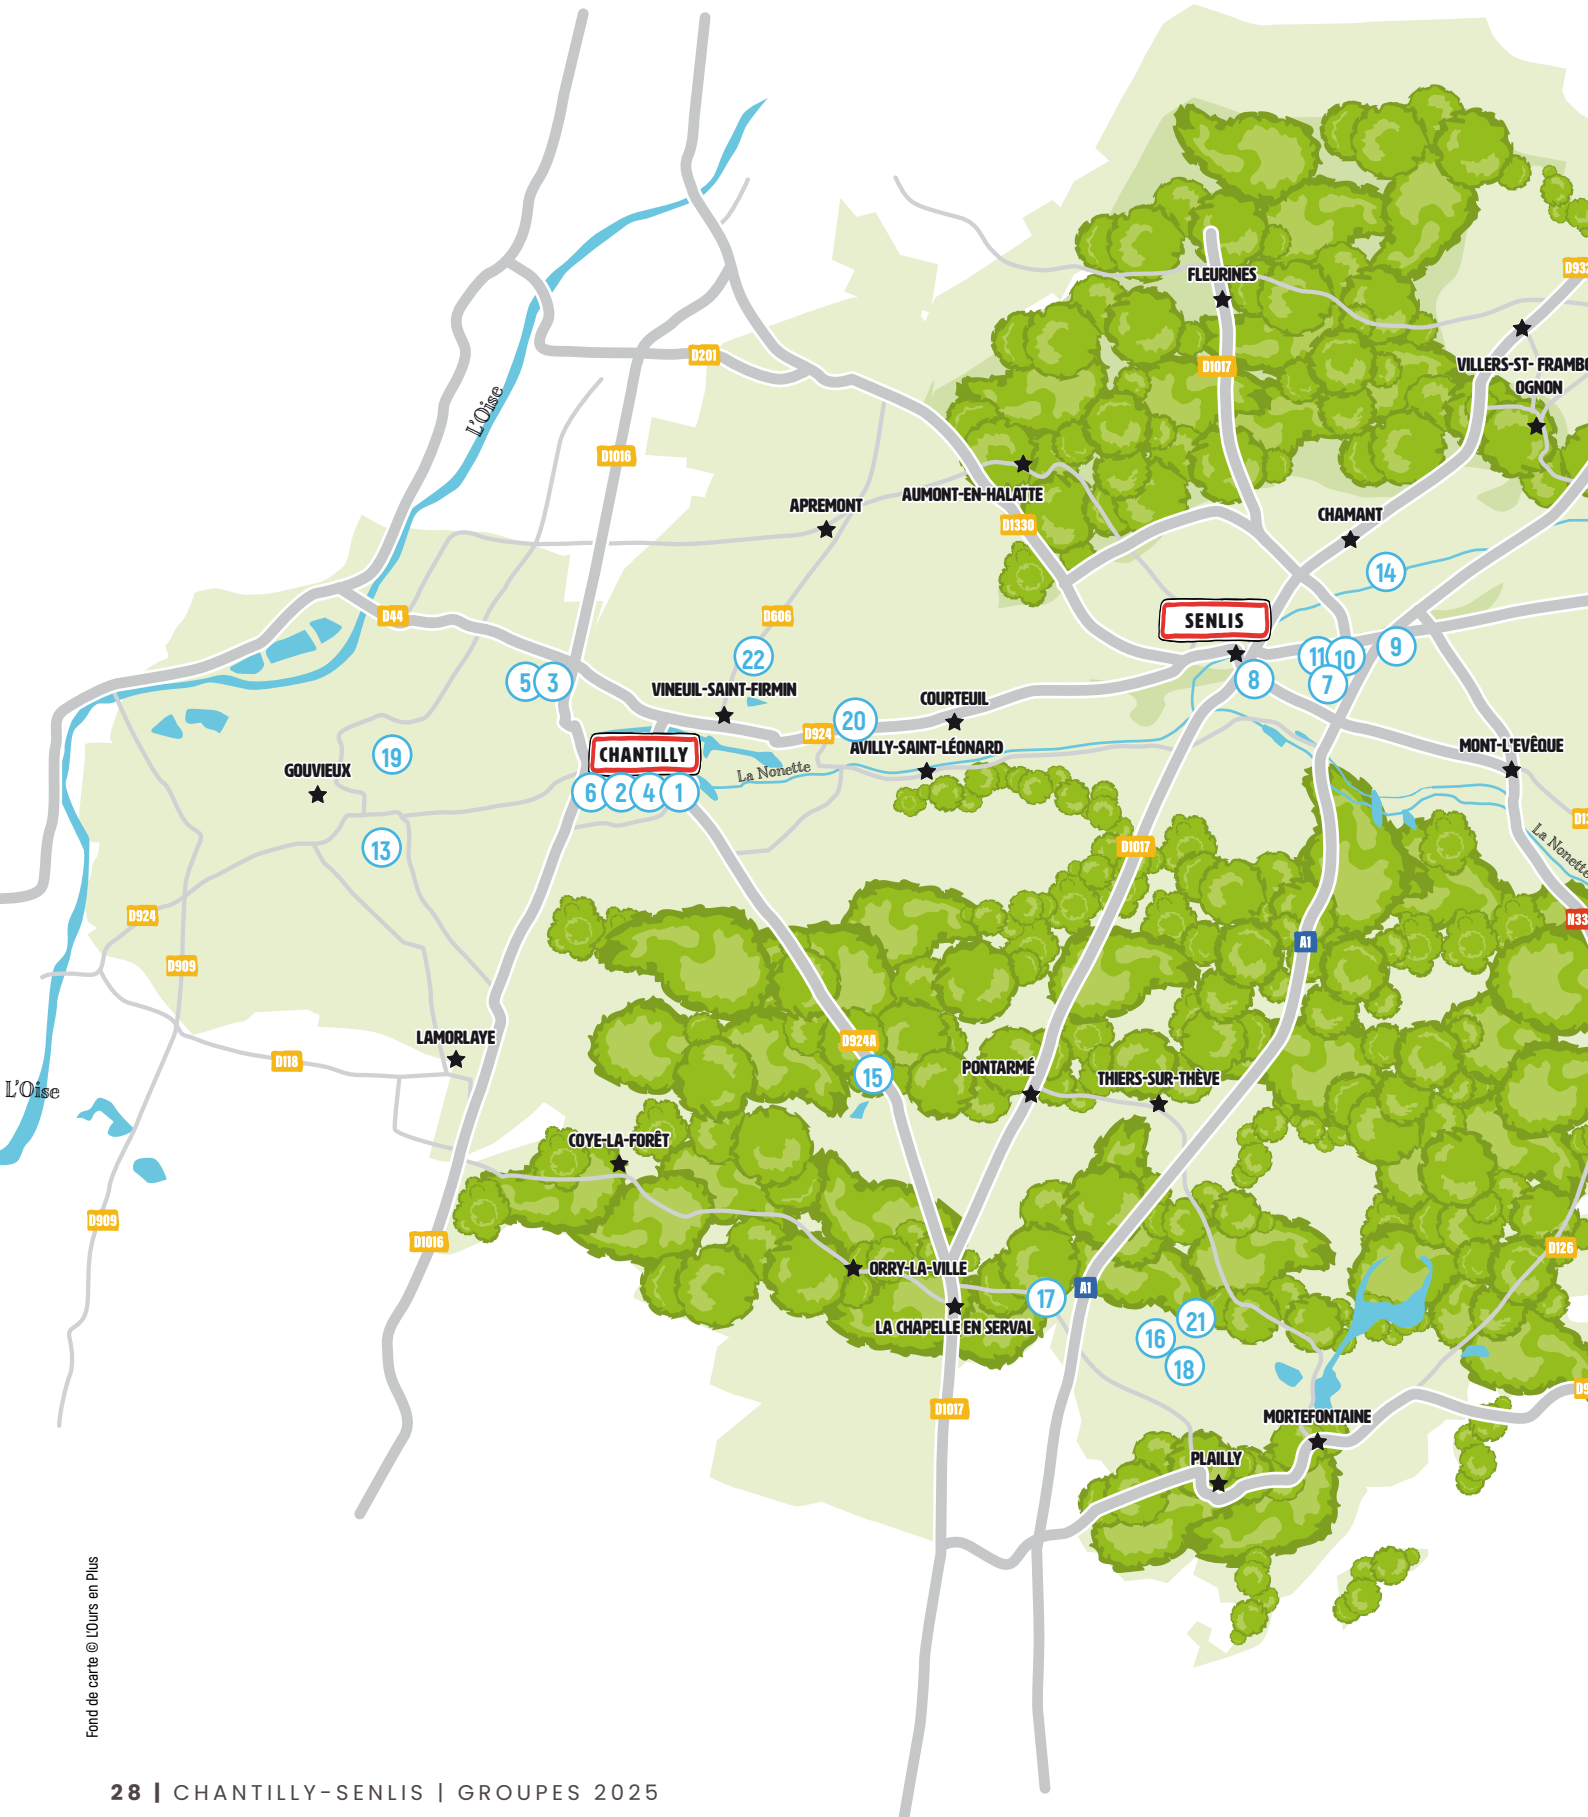 FLEURINES
D932
D1017
VILLERS-ST- FRAMBO
OGNON
D201
L'Oise
D1016
APREMONT
AUMONT-EN-HALATTE
D1330
CHAMANT
14
D44
D606
SENLIS
22
11
10
9
5
3
VINEUIL-SAINT-FIRMIN
8
7
COURTEUIL
20
D924
AVILLY-SAINT-LÉONARD
CHANTILLY
MONT-L'EVÊQUE
19
GOUVIEUX
La Nonette
6
2
4
1
D13
13
D1017
La Nonette
D924
N33
A1
D909
LAMORLAYE
D924A
D118
15
PONTARMÉ
THIERS-SUR-THÈVE
L'Oise
COYE-LA-FORÊT
D909
D1016
D126
ORRY-LA-VILLE
17
A1
LA CHAPELLE EN SERVAL
21
16
18
D9
D1017
MORTEFONTAINE
PLAILLY
Fond de carte © L'Ours en Plus
28 | CHANTILLY-SENLIS | GROUPES 2025